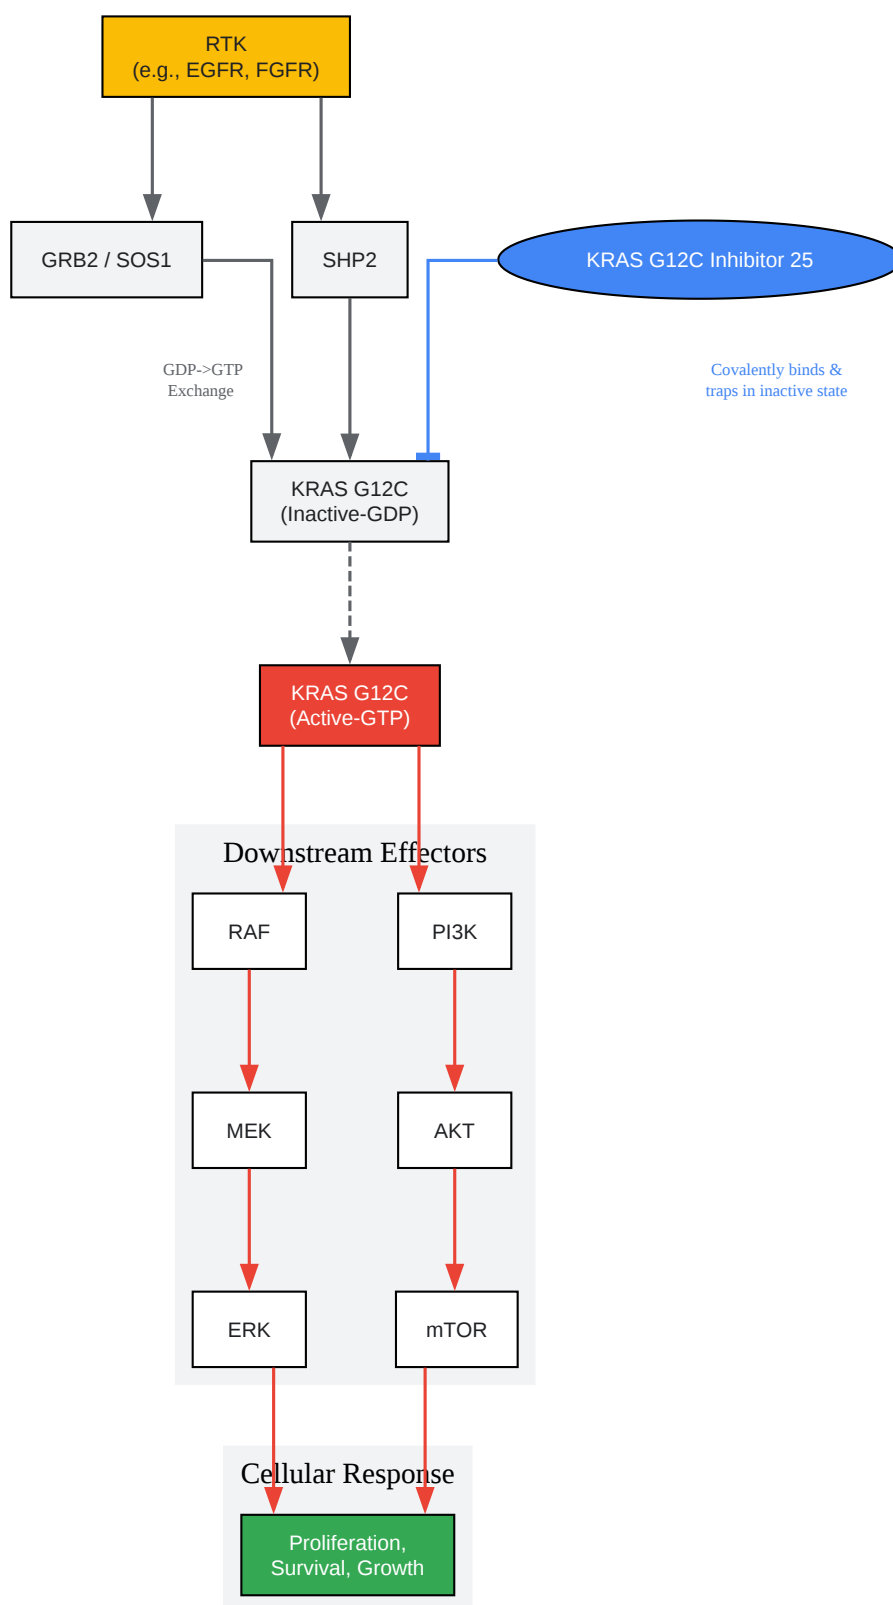 RTK
(e.g., EGFR, FGFR)
GRB2 / SOS1
SHP2
KRAS G12C Inhibitor 25
GDP->GTP
Exchange
Covalently binds &
traps in inactive state
KRAS G12C
(Inactive-GDP)
KRAS G12C
(Active-GTP)
Downstream Effectors
RAF
PI3K
MEK
AKT
ERK
mTOR
Cellular Response
Proliferation,
Survival, Growth